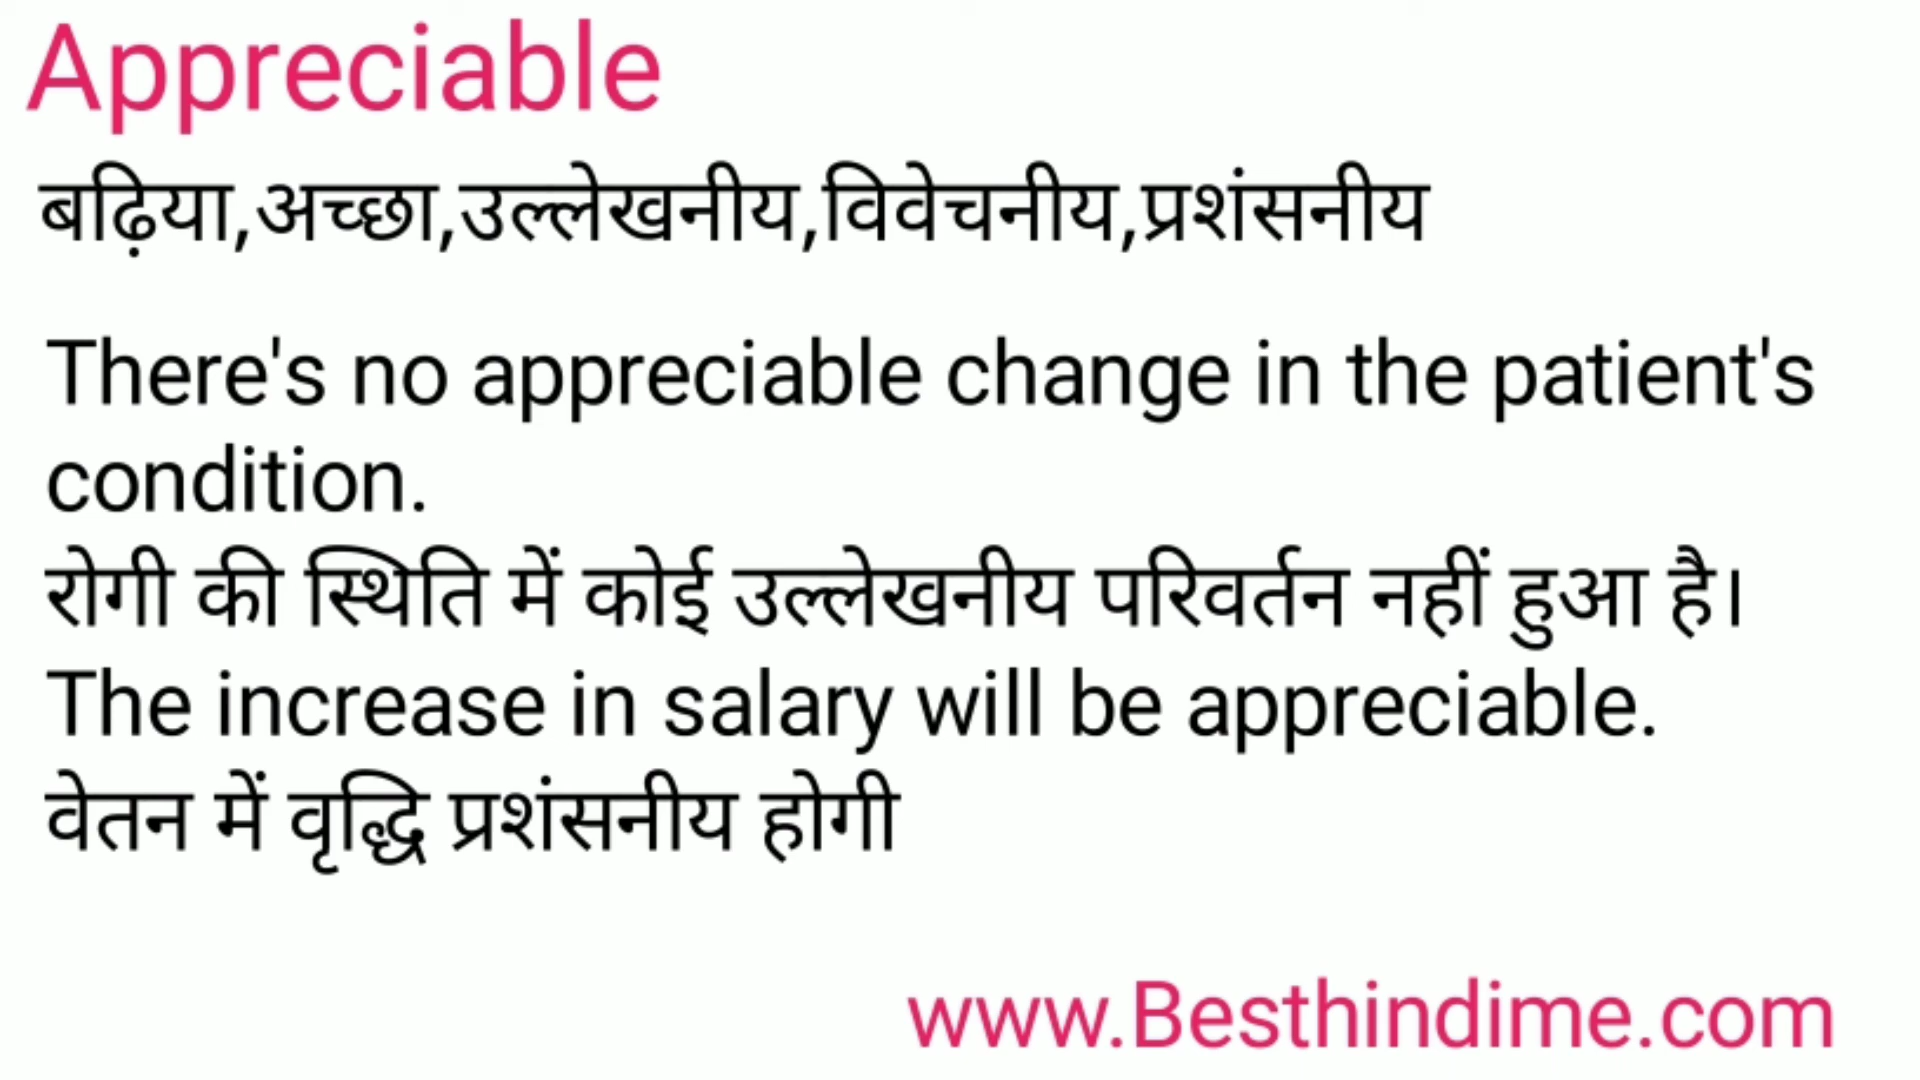 Appreciable
बढ़िया,अच्छा,उल्लेखनीय,विवेचनीय,प्रशंसनीय
There's no appreciable change in the patient's
condition.
रोगी की स्थिति में कोई उल्लेखनीय परिवर्तन नहीं हुआ है।
The increase in salary will be appreciable.
वेतन में वृद्धि प्रशंसनीय होगी
www.Besthindime.com